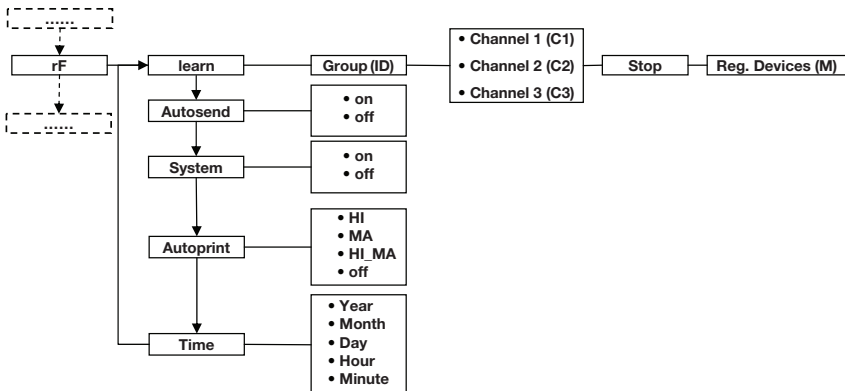 ......
rF
......
learn
Group (ID)
• Channel 1 (C1)
• Channel 2 (C2)
• Channel 3 (C3)
Stop
Reg. Devices (M)
Autosend
• on
• off
System
• on
• off
Autoprint
• HI
• MA
• HI_MA
• off
Time
• Year
• Month
• Day
• Hour
• Minute